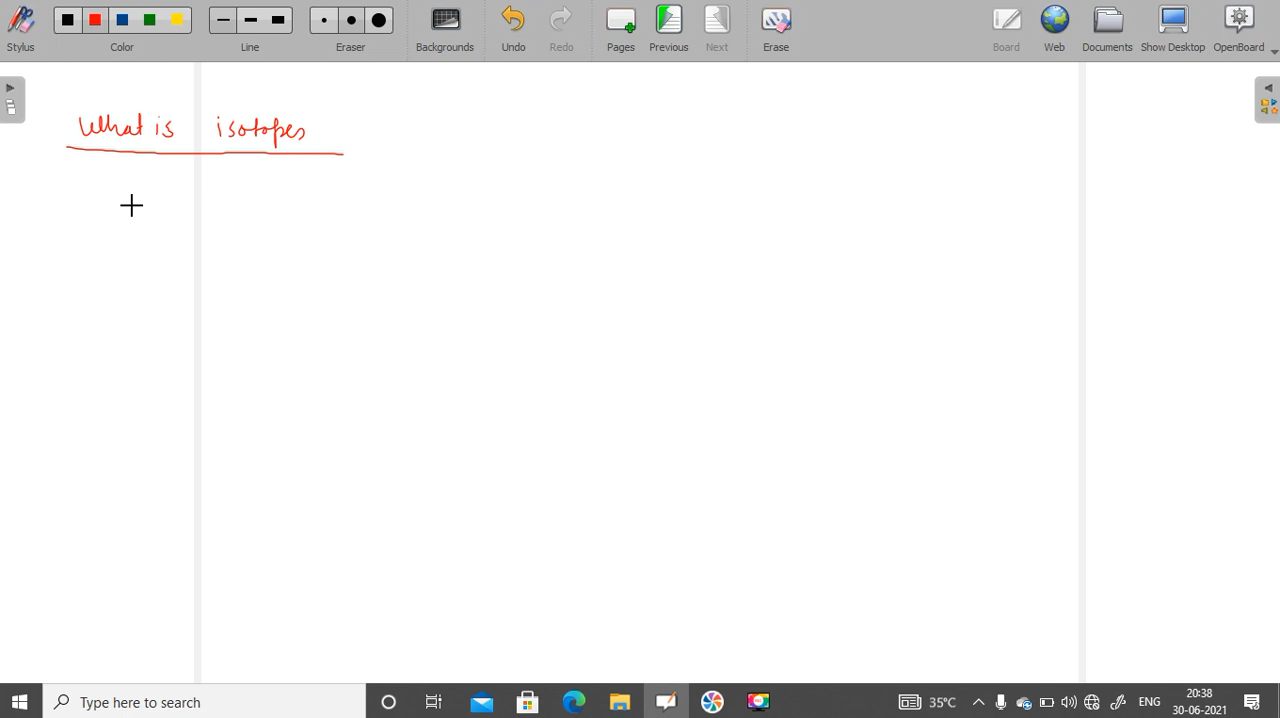 Stylus Color Line Eraser Backgrounds Undo Redo Pages Previous Next Erase Board Web Documents Show Desktop OpenBoard
What is isotopes
Type here to search 35°C ENG 20:38
30-06-2021